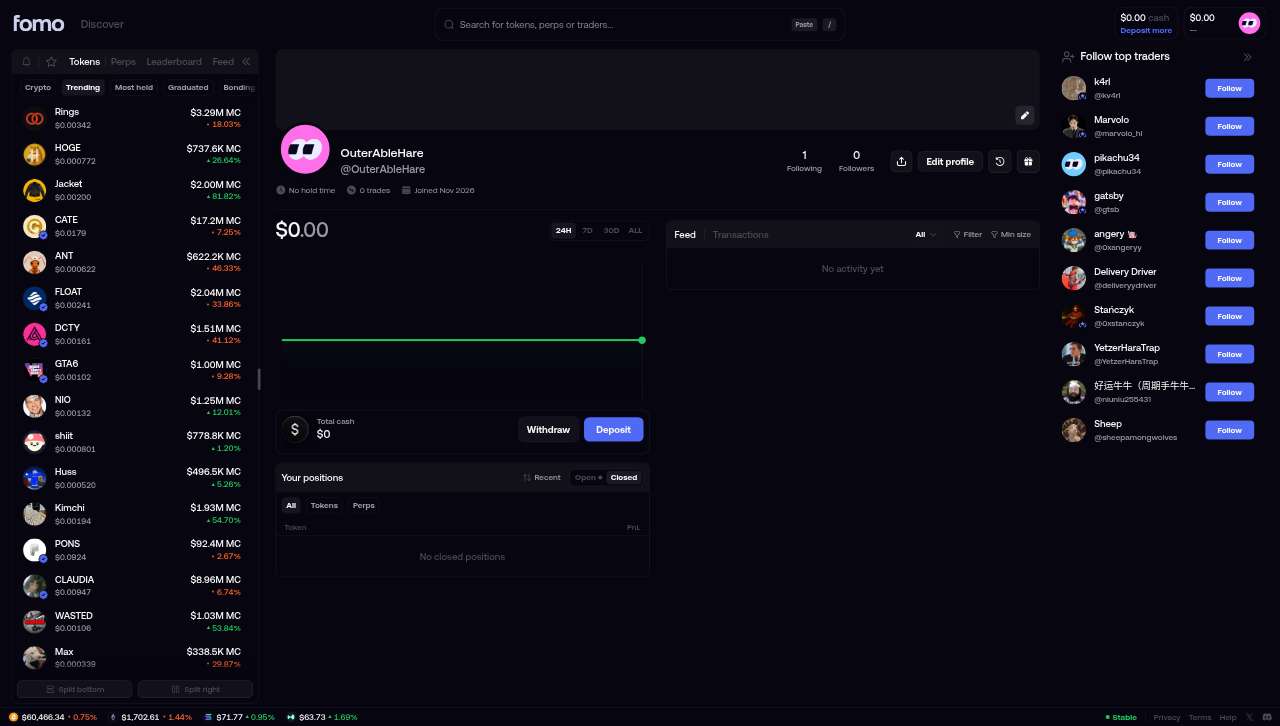 fomo
Discover
Search for tokens, perps or traders...
Paste
/
$0.00 cash
Deposit more
$0.00
—
Tokens Perps Leaderboard Feed
Crypto Trending Most held Graduated Bonding
Rings $3.29M MC
$0.00342 18.03%
HOGE $737.6K MC
$0.000772 26.64%
Jacket $2.00M MC
$0.00200 81.82%
CATE $17.2M MC
$0.0179 7.25%
ANT $622.2K MC
$0.000622 46.33%
FLOAT $2.04M MC
$0.00241 33.86%
DCTY $1.51M MC
$0.00161 41.12%
GTA6 $1.00M MC
$0.00102 9.28%
NIO $1.25M MC
$0.00132 12.01%
shiit $778.8K MC
$0.000801 1.20%
Huss $496.5K MC
$0.000520 5.26%
Kimchi $1.93M MC
$0.00194 54.70%
PONS $92.4M MC
$0.0924 2.67%
CLAUDIA $8.96M MC
$0.00947 6.74%
WASTED $1.03M MC
$0.00106 53.84%
Max $338.5K MC
$0.000339 29.87%
Split bottom Split right
OuterAbleHare
@OuterAbleHare
1
Following
0
Followers
Edit profile
No hold time 0 trades Joined Nov 2026
$0.00
24H 7D 30D ALL
Total cash
$0
Withdraw Deposit
Your positions Recent Open Closed
All Tokens Perps
Token PnL
No closed positions
Feed Transactions All Filter Min size
No activity yet
Follow top traders
k4rl
@kv4rl
Follow
Marvolo
@marvolo_hl
Follow
pikachu34
@pikachu34
Follow
gatsby
@gtsb
Follow
angery
@0xangeryy
Follow
Delivery Driver
@deliveryydriver
Follow
Stańczyk
@0xstanczyk
Follow
YetzerHaraTrap
@YetzerHaraTrap
Follow
好运牛牛（周期手牛牛...
@niuniu255431
Follow
Sheep
@sheepamongwolves
Follow
$60,466.34 0.75% $1,702.61 1.44% $71.77 0.95% $63.73 1.69%
Stable Privacy Terms Help